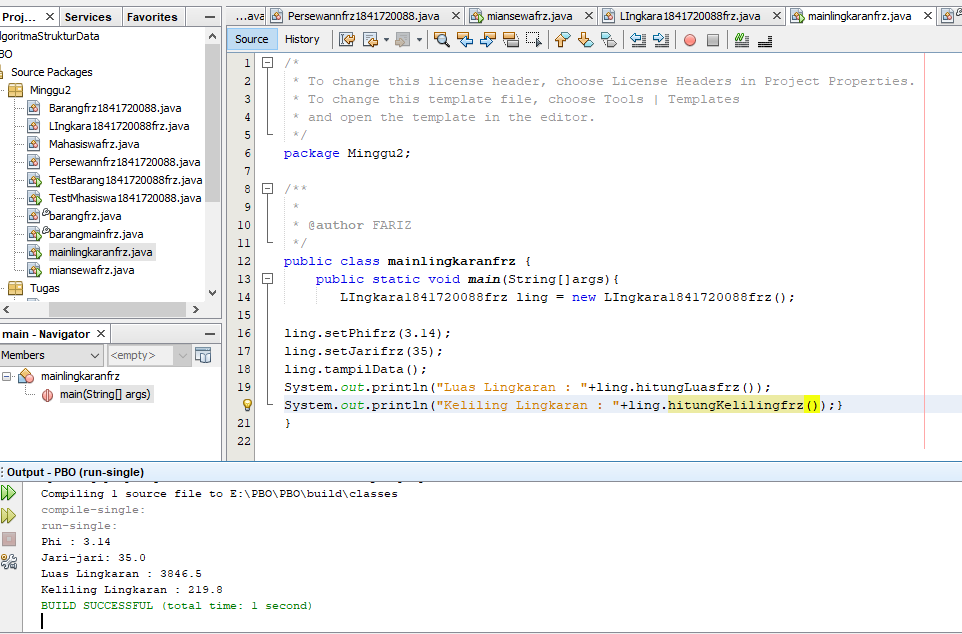 Proj...
Services
Favorites
lgoritmaStrukturData
BO
Source Packages
Minggu2
Barangfrz1841720088.java
LIngkara1841720088frz.java
Mahasiswafrz.java
Persewannfrz1841720088.java
TestBarang1841720088frz.java
TestMhasiswa1841720088.java
barangfrz.java
barangmainfrz.java
mainlingkaranfrz.java
miansewafrz.java
Tugas
main - Navigator
Members
<empty>
mainlingkaranfrz
main(String[] args)
...ava
Persewannfrz1841720088.java
miansewafrz.java
LIngkara1841720088frz.java
mainlingkaranfrz.java
Source
History
1 /*
2 * To change this license header, choose License Headers in Project Properties.
3 * To change this template file, choose Tools | Templates
4 * and open the template in the editor.
5 */
6 package Minggu2;
7
8 /**
9 *
10 * @author FARIZ
11 */
12 public class mainlingkaranfrz {
13 public static void main(String[]args){
14 LIngkara1841720088frz ling = new LIngkara1841720088frz();
15
16 ling.setPhifrz(3.14);
17 ling.setJarifrz(35);
18 ling.tampilData();
19 System.out.println("Luas Lingkaran : "+ling.hitungLuasfrz());
System.out.println("Keliling Lingkaran : "+ling.hitungKelilingfrz());}
21 }
22
Output - PBO (run-single)
Compiling 1 source file to E:\PBO\PBO\build\classes
compile-single:
run-single:
Phi : 3.14
Jari-jari: 35.0
Luas Lingkaran : 3846.5
Keliling Lingkaran : 219.8
BUILD SUCCESSFUL (total time: 1 second)